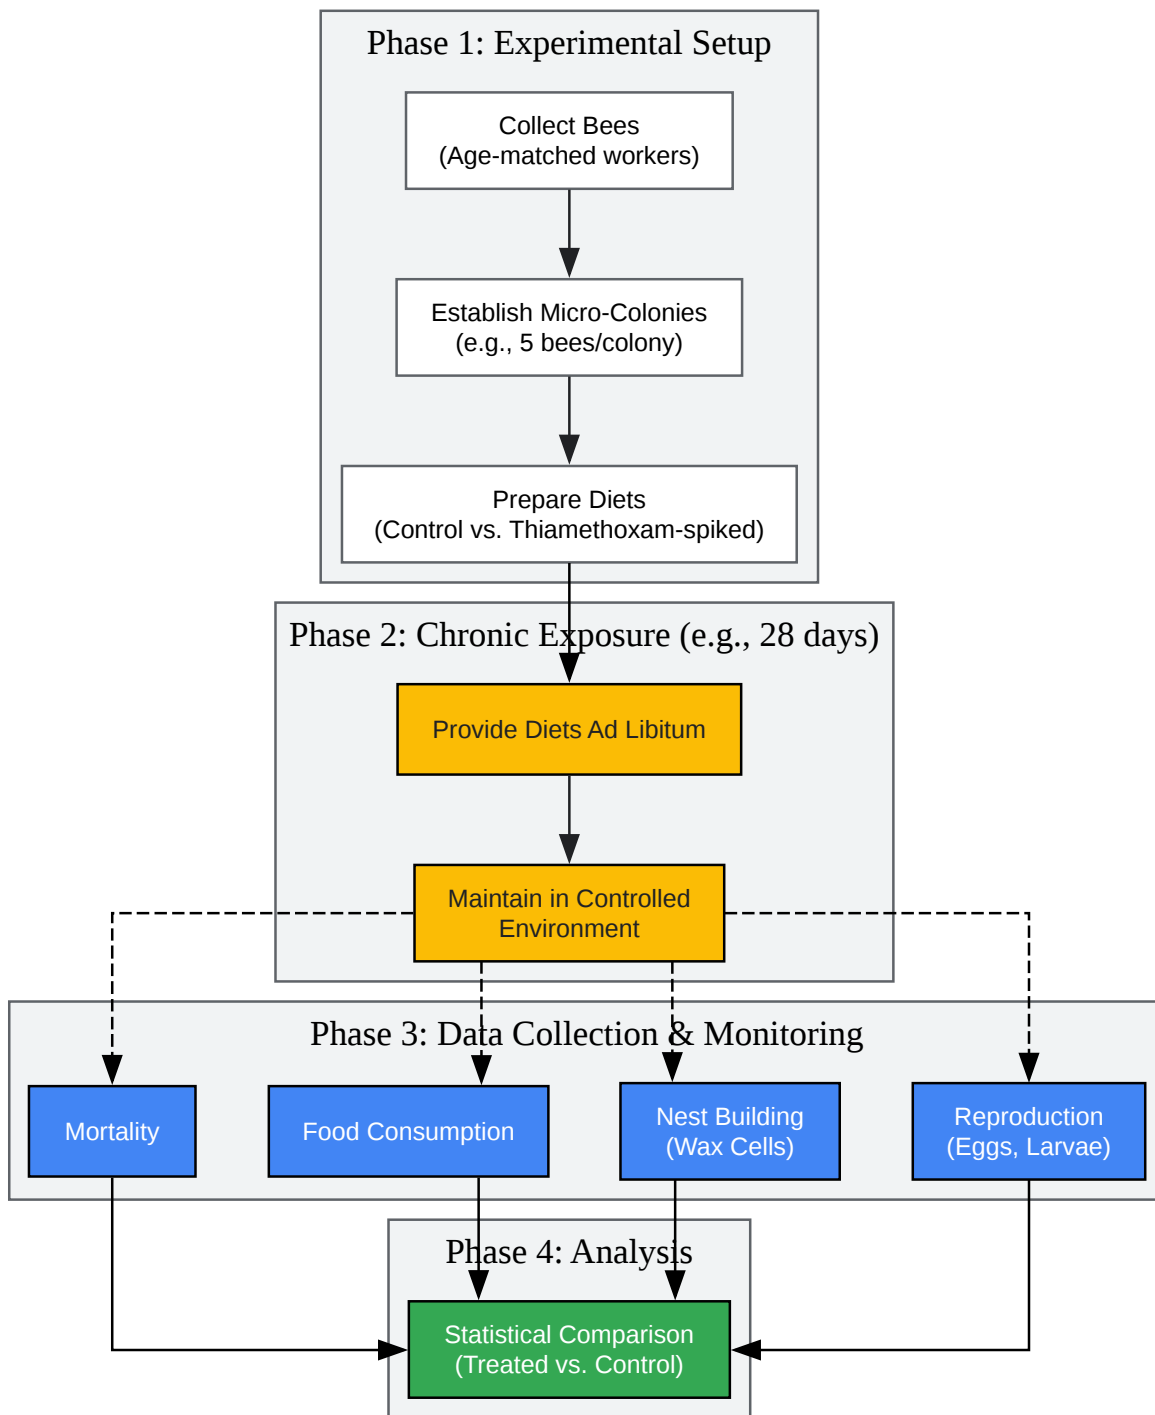 Phase 1: Experimental Setup
Collect Bees
(Age-matched workers)
Establish Micro-Colonies
(e.g., 5 bees/colony)
Prepare Diets
(Control vs. Thiamethoxam-spiked)
Phase 2: Chronic Exposure (e.g., 28 days)
Provide Diets Ad Libitum
Maintain in Controlled
Environment
Phase 3: Data Collection & Monitoring
Mortality
Food Consumption
Nest Building
(Wax Cells)
Reproduction
(Eggs, Larvae)
Phase 4: Analysis
Statistical Comparison
(Treated vs. Control)